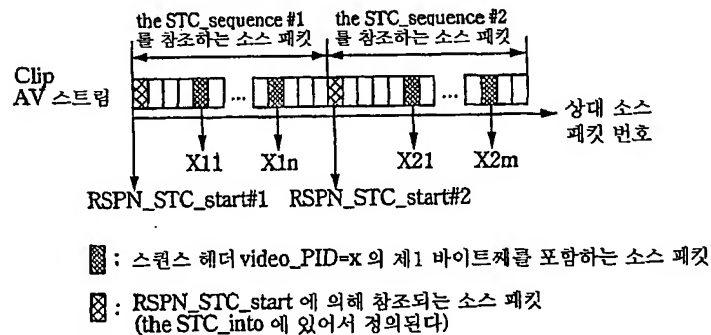 the STC_sequence #1
를 참조하는 소스 패킷
the STC_sequence #2
를 참조하는 소스 패킷
Clip
AV 스트림
...
...
상대 소스
패킷 번호
X11
X1n
X21
X2m
RSPN_STC_start#1
RSPN_STC_start#2
: 스퀀스 헤더 video_PID=x 의 제1 바이트째를 포함하는 소스 패킷
: RSPN_STC_start 에 의해 참조되는 소스 패킷
(the STC_into 에 있어서 정의된다)